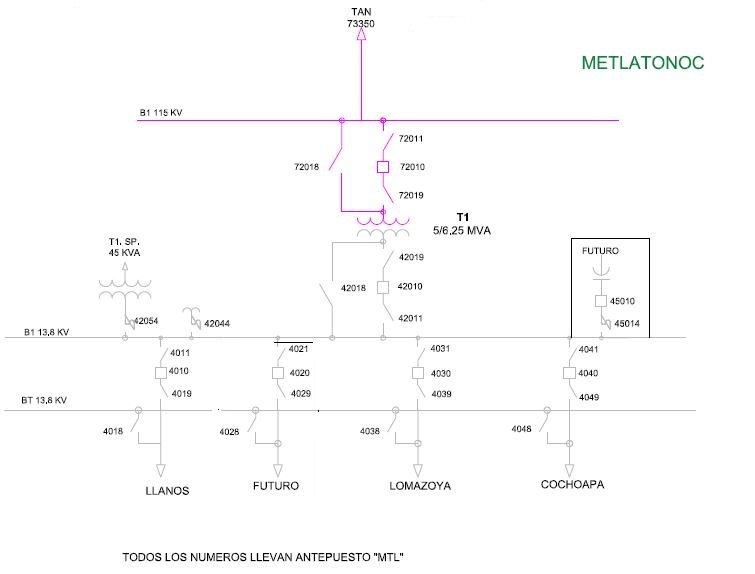 TAN
73350
METLATONOC
B1 115 KV
72011
72018
72010
72019
T1
5/6.25 MVA
T1. SP.
45 KVA
FUTURO
42019
42018
42010
45010
42054
42044
42011
45014
B1 13,8 KV
4011
4021
4031
4041
4010
4020
4030
4040
4019
4029
4039
4049
BT 13,8 KV
4018
4028
4038
4048
LLANOS
FUTURO
LOMAZOYA
COCHOAPA
TODOS LOS NUMEROS LLEVAN ANTEPUESTO "MTL"